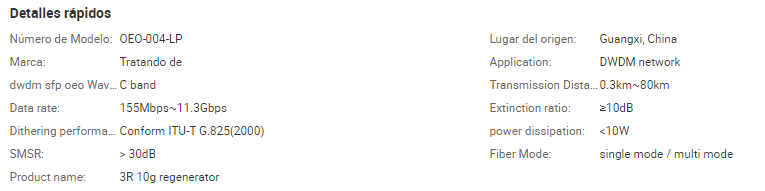 Detalles rápidos
Número de Modelo: OEO-004-LP
Lugar del origen: Guangxi, China
Marca: Tratando de
Application: DWDM network
dwdm sfp oeo Wav... C band
Transmission Dista... 0.3km~80km
Data rate: 155Mbps~11.3Gbps
Extinction ratio: ≥10dB
Dithering performa... Conform ITU-T G.825(2000)
power dissipation: <10W
SMSR: > 30dB
Fiber Mode: single mode / multi mode
Product name: 3R 10g regenerator